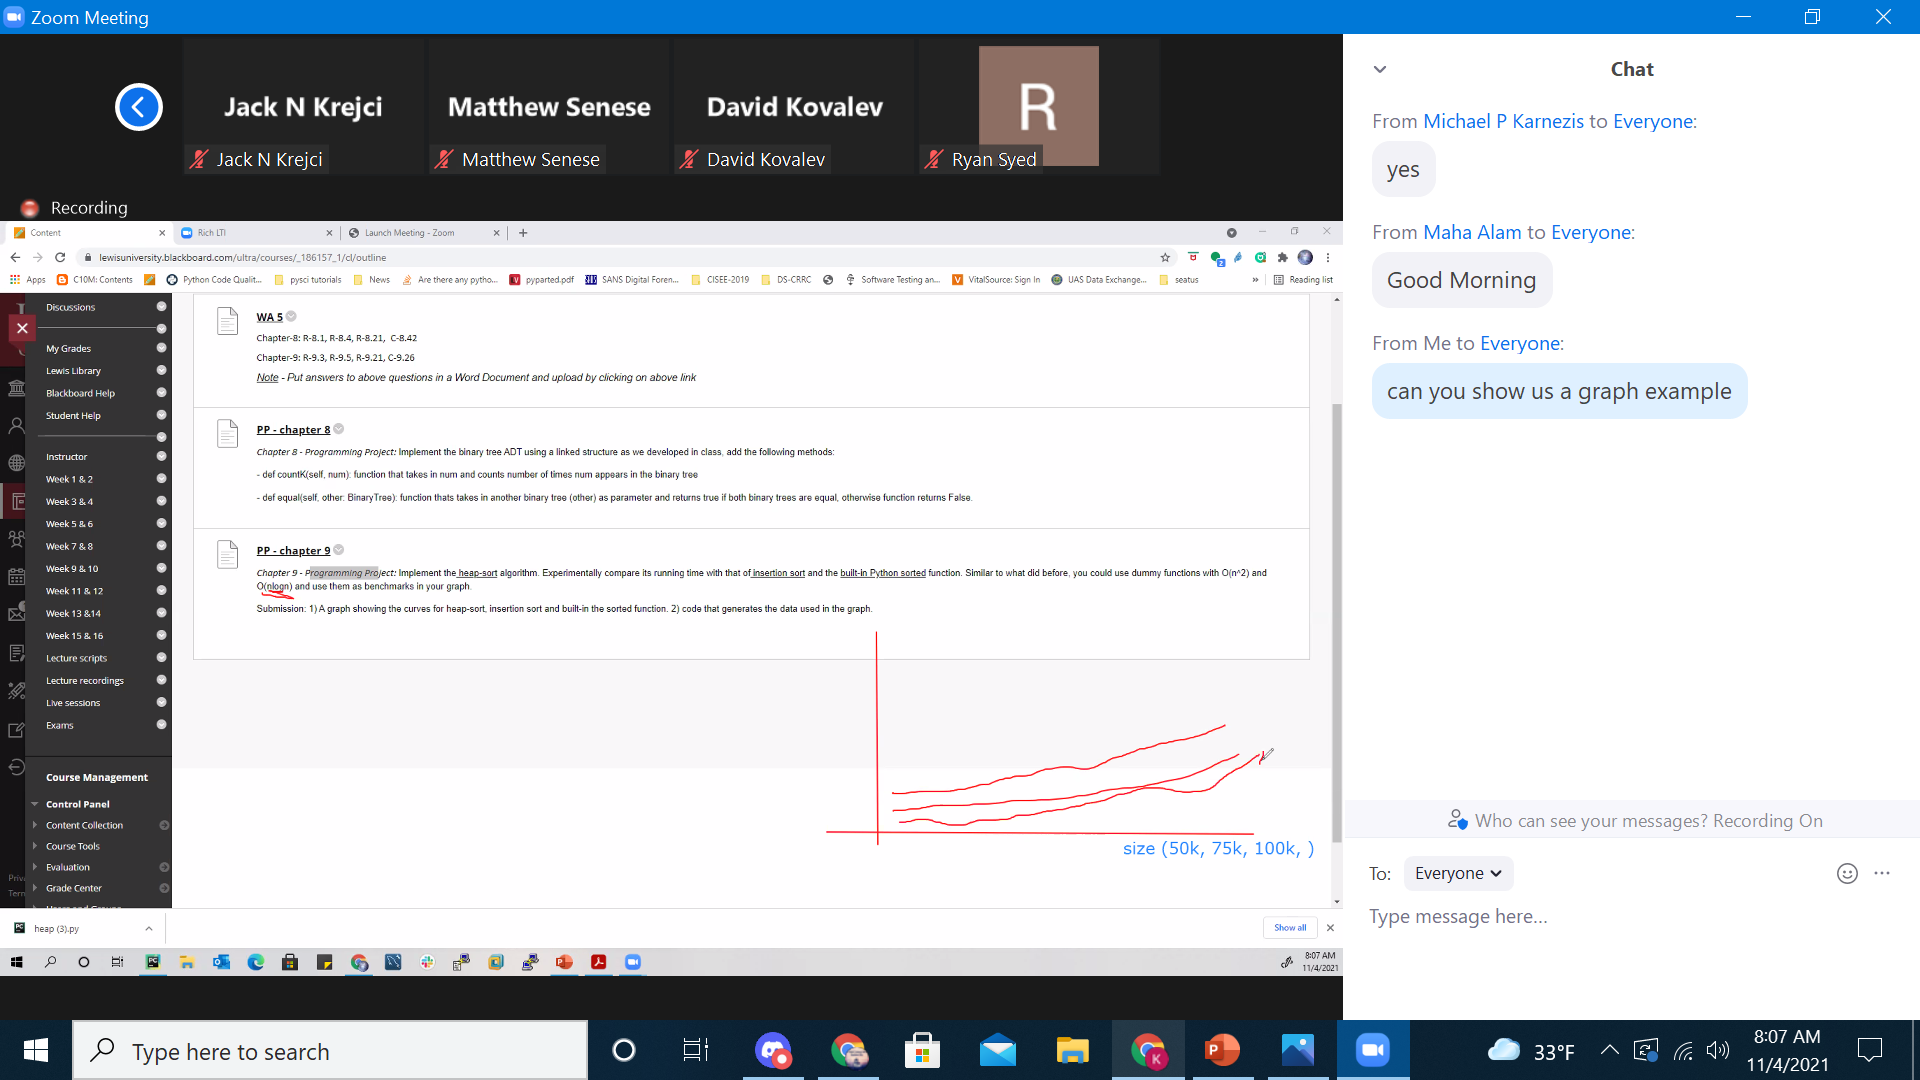 Zoom Meeting
Jack N Krejci
Matthew Senese
David Kovalev
R
Jack N Krejci
Matthew Senese
David Kovalev
Ryan Syed
Recording
Content
Rich LTI
Launch Meeting - Zoom
lewisuniversity.blackboard.com/ultra/courses/_186157_1/cl/outline
Apps
C10M: Contents
Python Code Qualit...
pysci tutorials
News
Are there any pytho...
pyparted.pdf
SANS Digital Foren...
CISEE-2019
DS-CRRC
Software Testing an...
VitalSource: Sign In
UAS Data Exchange...
seatus
»
Reading list
Discussions
My Grades
Lewis Library
Blackboard Help
Student Help
Instructor
Week 1 & 2
Week 3 & 4
Week 5 & 6
Week 7 & 8
Week 9 & 10
Week 11 & 12
Week 13 &14
Week 15 & 16
Lecture scripts
Lecture recordings
Live sessions
Exams
Course Management
Control Panel
Content Collection
Course Tools
Evaluation
Grade Center
WA 5
Chapter-8: R-8.1, R-8.4, R-8.21, C-8.42
Chapter-9: R-9.3, R-9.5, R-9.21, C-9.26
Note - Put answers to above questions in a Word Document and upload by clicking on above link
PP - chapter 8
Chapter 8 - Programming Project: Implement the binary tree ADT using a linked structure as we developed in class, add the following methods:
- def countK(self, num): function that takes in num and counts number of times num appears in the binary tree
- def equal(self, other: BinaryTree): function thats takes in another binary tree (other) as parameter and returns true if both binary trees are equal, otherwise function returns False.
PP - chapter 9
Chapter 9 - Programming Project: Implement the heap-sort algorithm. Experimentally compare its running time with that of insertion sort and the built-in Python sorted function. Similar to what did before, you could use dummy functions with O(n^2) and
O(nlogn) and use them as benchmarks in your graph.
Submission: 1) A graph showing the curves for heap-sort, insertion sort and built-in the sorted function. 2) code that generates the data used in the graph.
size (50k, 75k, 100k, )
heap (3).py
Show all
8:07 AM
11/4/2021
Chat
From Michael P Karnezis to Everyone:
yes
From Maha Alam to Everyone:
Good Morning
From Me to Everyone:
can you show us a graph example
Who can see your messages? Recording On
To: Everyone
Type message here...
Type here to search
33°F
8:07 AM
11/4/2021